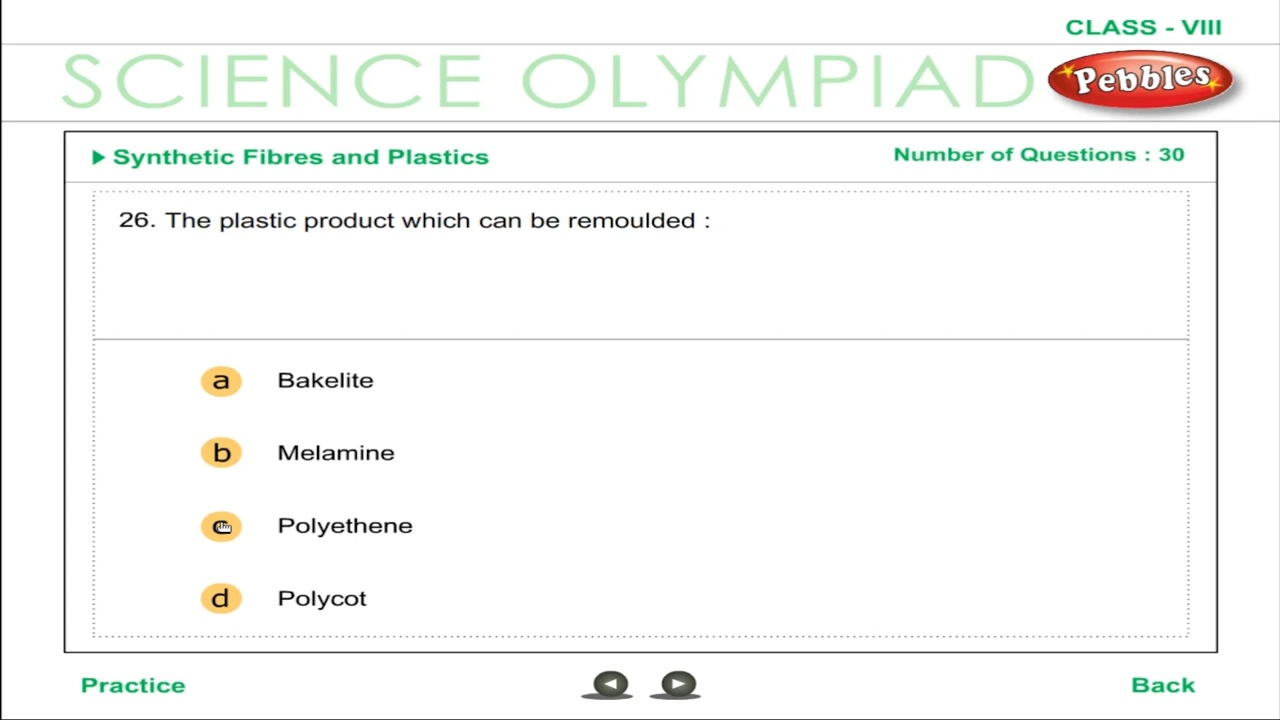 CLASS - VIII
SCIENCE OLYMPIAD
Pebbles
Synthetic Fibres and Plastics
Number of Questions : 30
26. The plastic product which can be remoulded :
a Bakelite
b Melamine
c Polyethene
d Polycot
Practice
Back